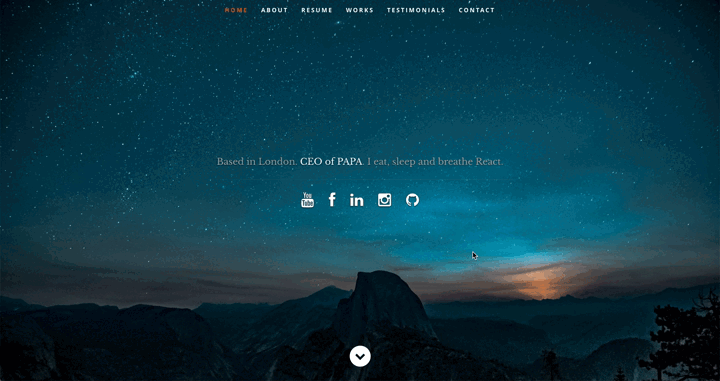 HOME ABOUT RESUME WORKS TESTIMONIALS CONTACT
Based in London. CEO of PAPA. I eat, sleep and breathe React.
You
Tube